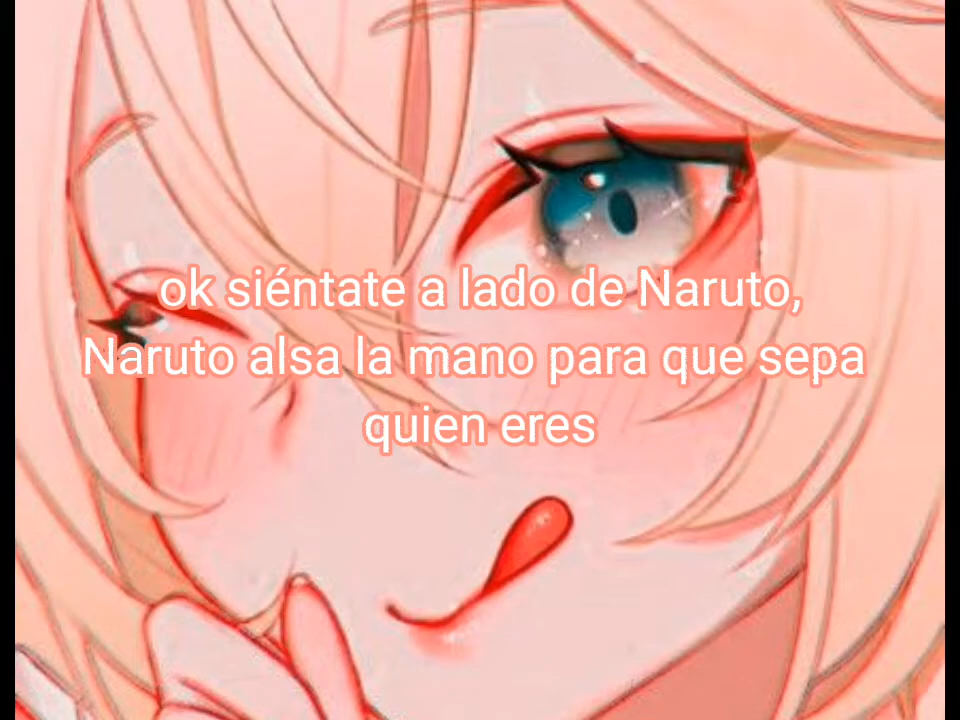 ok siéntate a lado de Naruto,
Naruto alsa la mano para que sepa
quien eres